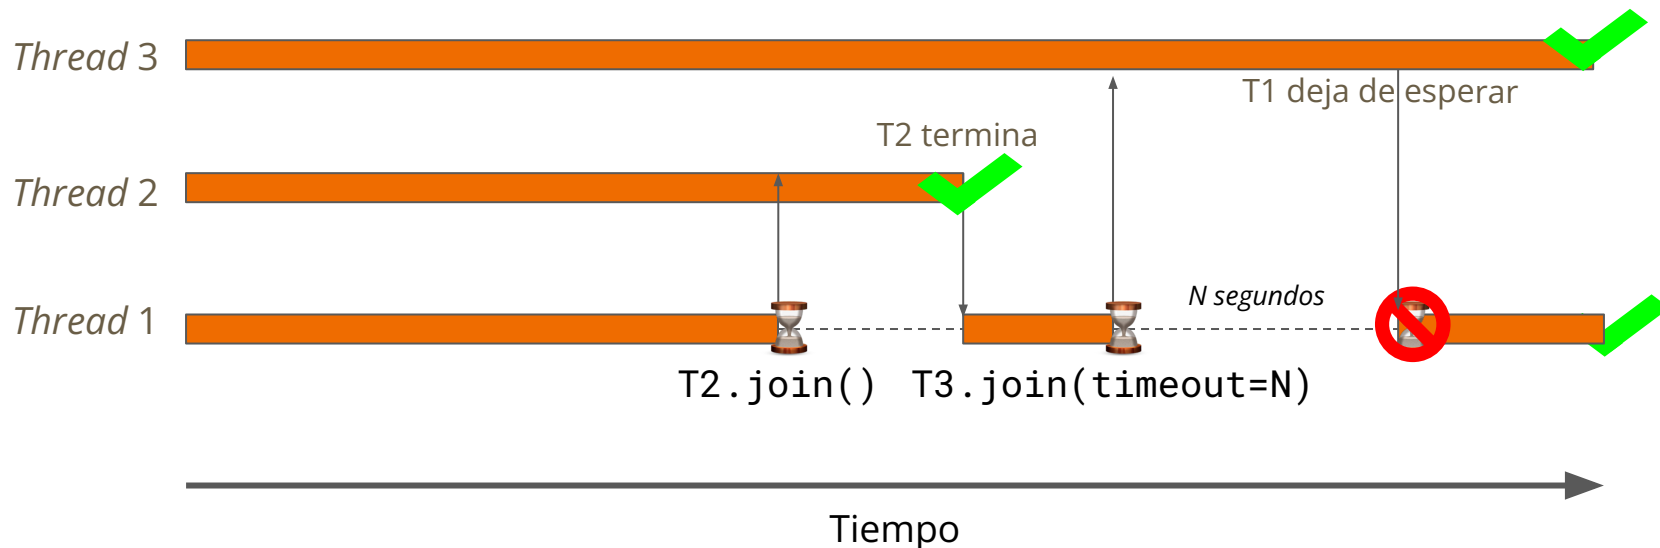 Thread 3
T1 deja de esperar
T2 termina
Thread 2
N segundos
Thread 1
T2.join() T3.join(timeout=N)
Tiempo